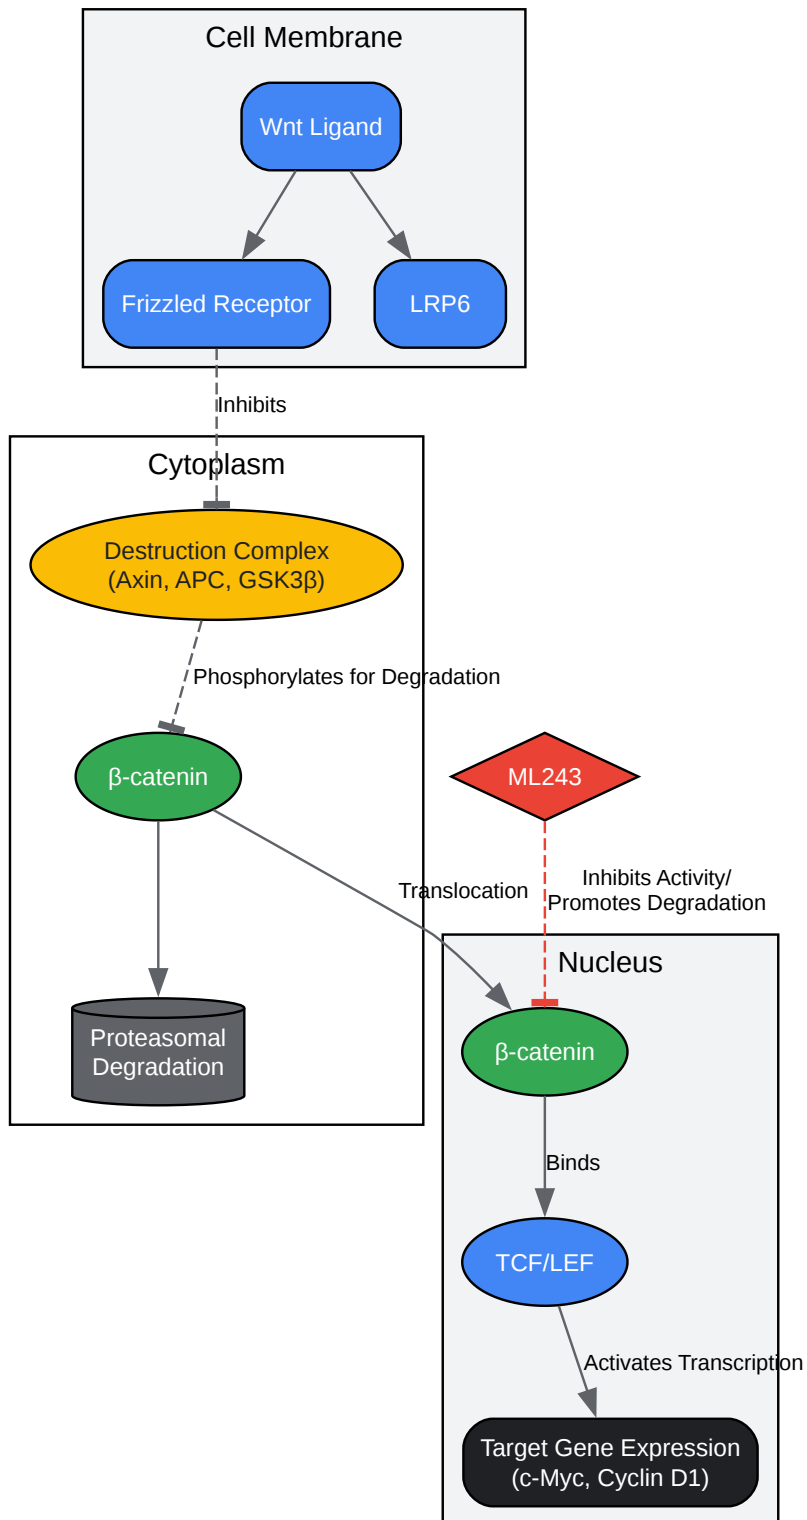 Cell Membrane
Wnt Ligand
Frizzled Receptor
LRP6
Inhibits
Cytoplasm
Destruction Complex
(Axin, APC, GSK3β)
Phosphorylates for Degradation
β-catenin
ML243
Translocation
Inhibits Activity/
Promotes Degradation
Nucleus
Proteasomal
Degradation
β-catenin
Binds
TCF/LEF
Activates Transcription
Target Gene Expression
(c-Myc, Cyclin D1)